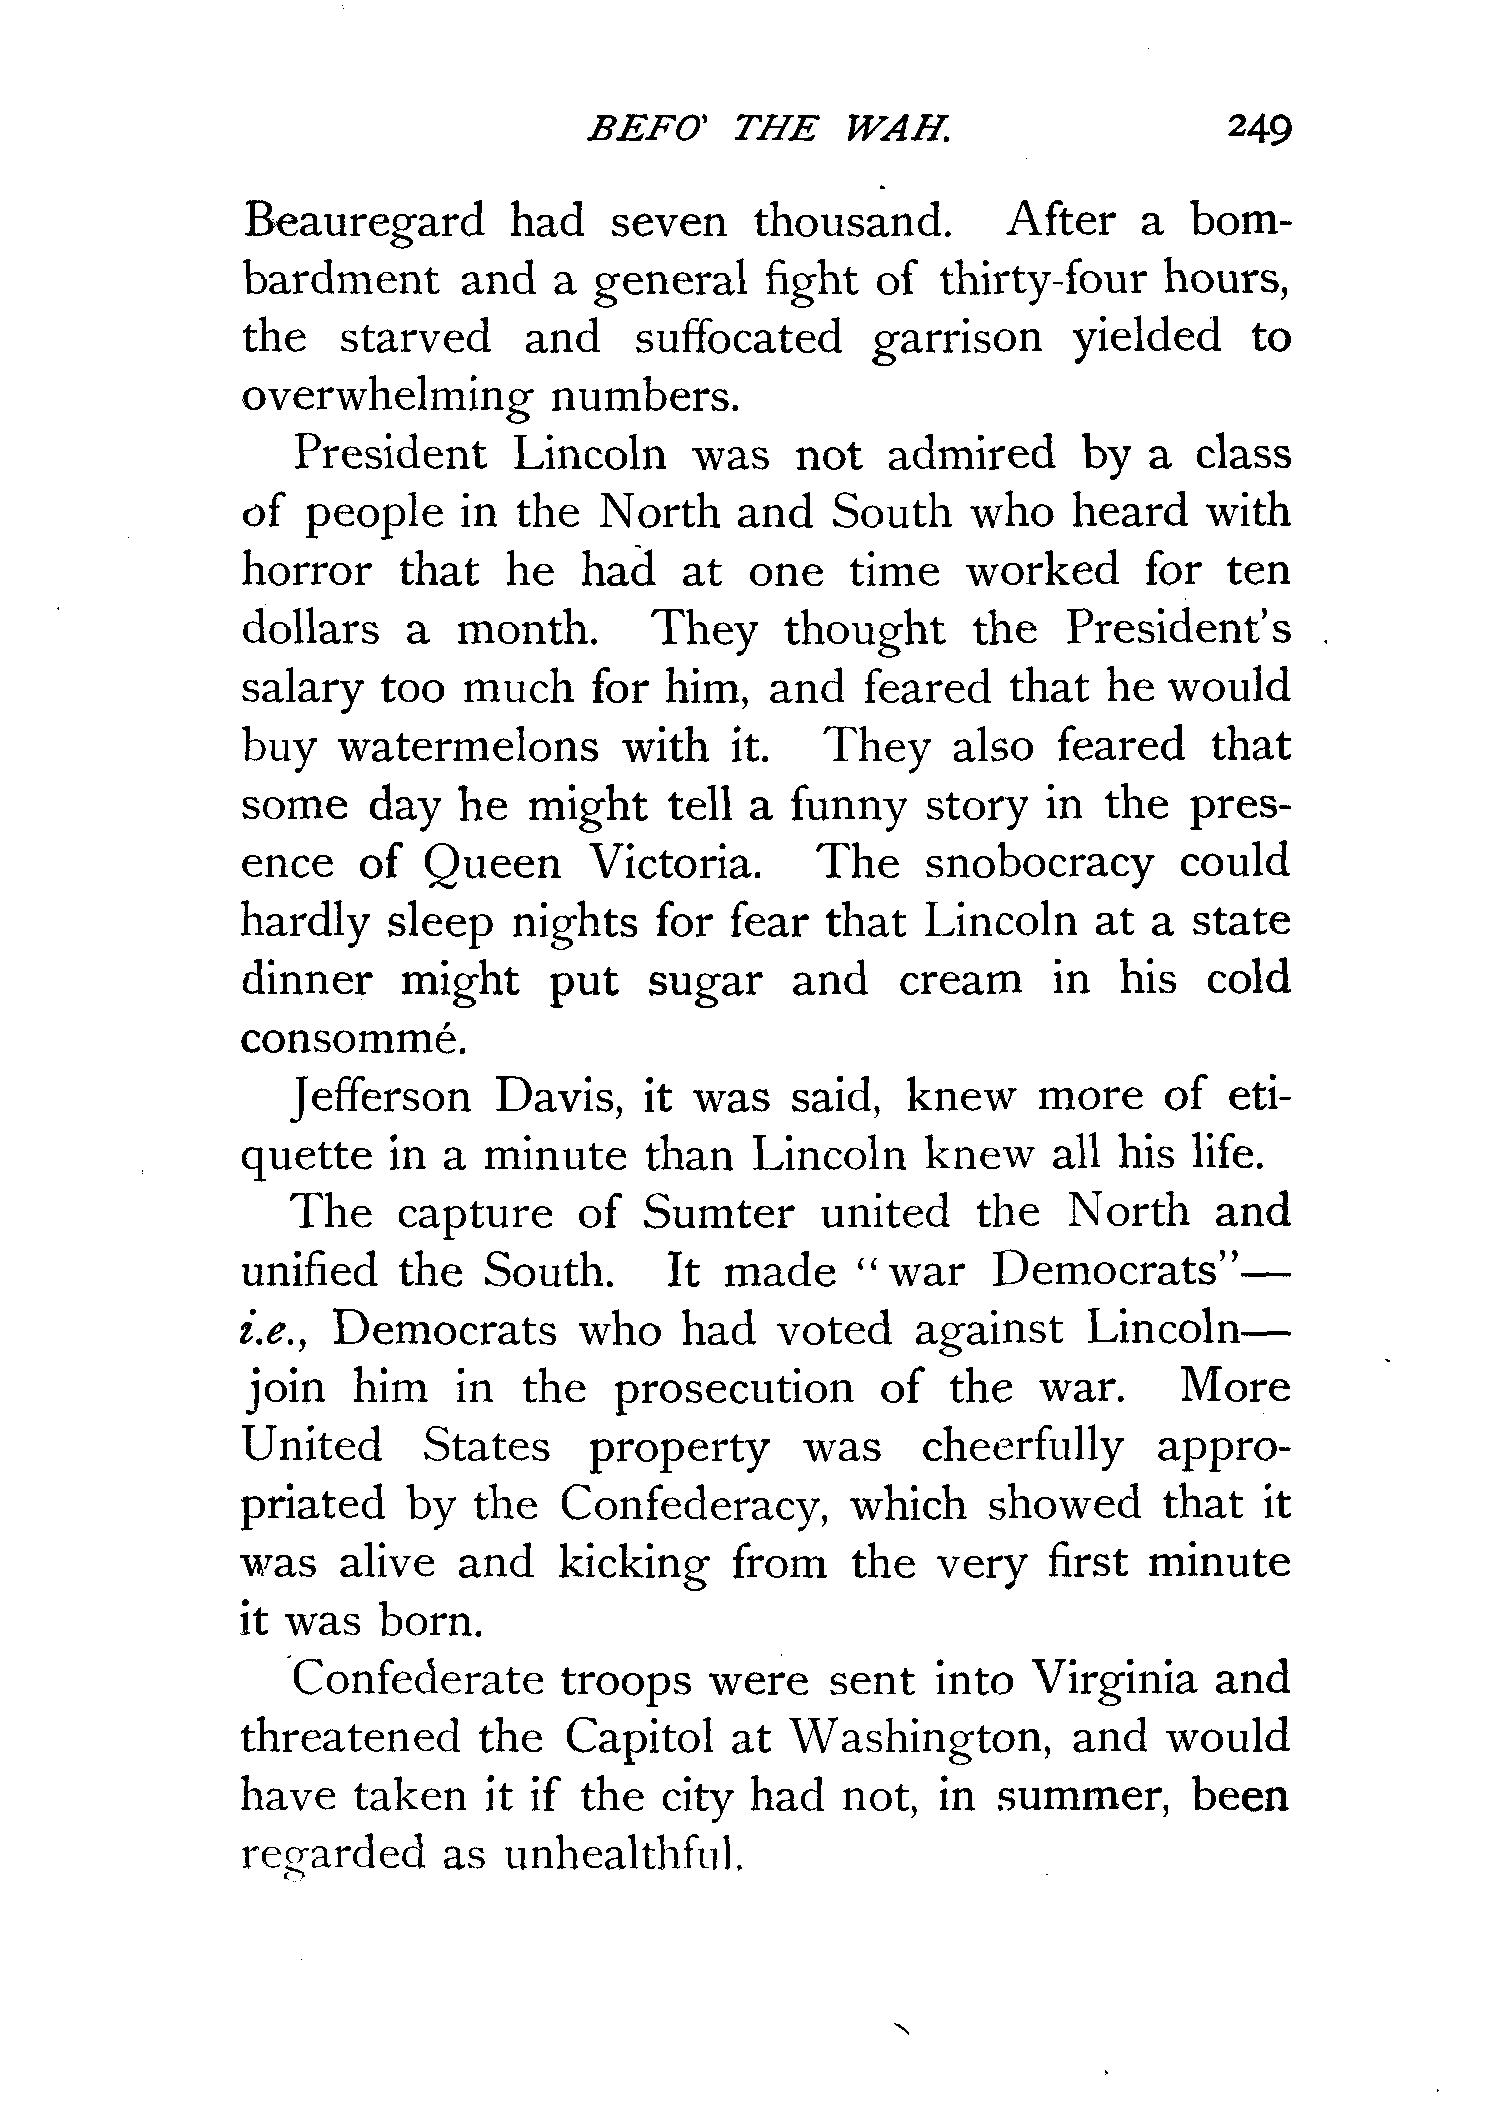 BEFO' THE WAH. 249
Beauregard had seven thousand. After a bom-
bardment and a general fight of thirty-four hours,
the starved and suffocated garrison yielded to
overwhelming numbers.
President Lincoln was not admired by a class
of people in the North and South who heard with
horror that he had at one time worked for ten
dollars a month. They thought the President's
salary too much for him, and feared that he would
buy watermelons with it. They also feared that
some day he might tell a funny story in the pres-
ence of Queen Victoria. The snobocracy could
hardly sleep nights for fear that Lincoln at a state
dinner might put sugar and cream in his cold
consommé.
Jefferson Davis, it was said, knew more of eti-
quette in a minute than Lincoln knew all his life.
The capture of Sumter united the North and
unified the South. It made "war Democrats"—
i.e., Democrats who had voted against Lincoln—
join him in the prosecution of the war. More
United States property was cheerfully appro-
priated by the Confederacy, which showed that it
was alive and kicking from the very first minute
it was born.
Confederate troops were sent into Virginia and
threatened the Capitol at Washington, and would
have taken it if the city had not, in summer, been
regarded as unhealthful.